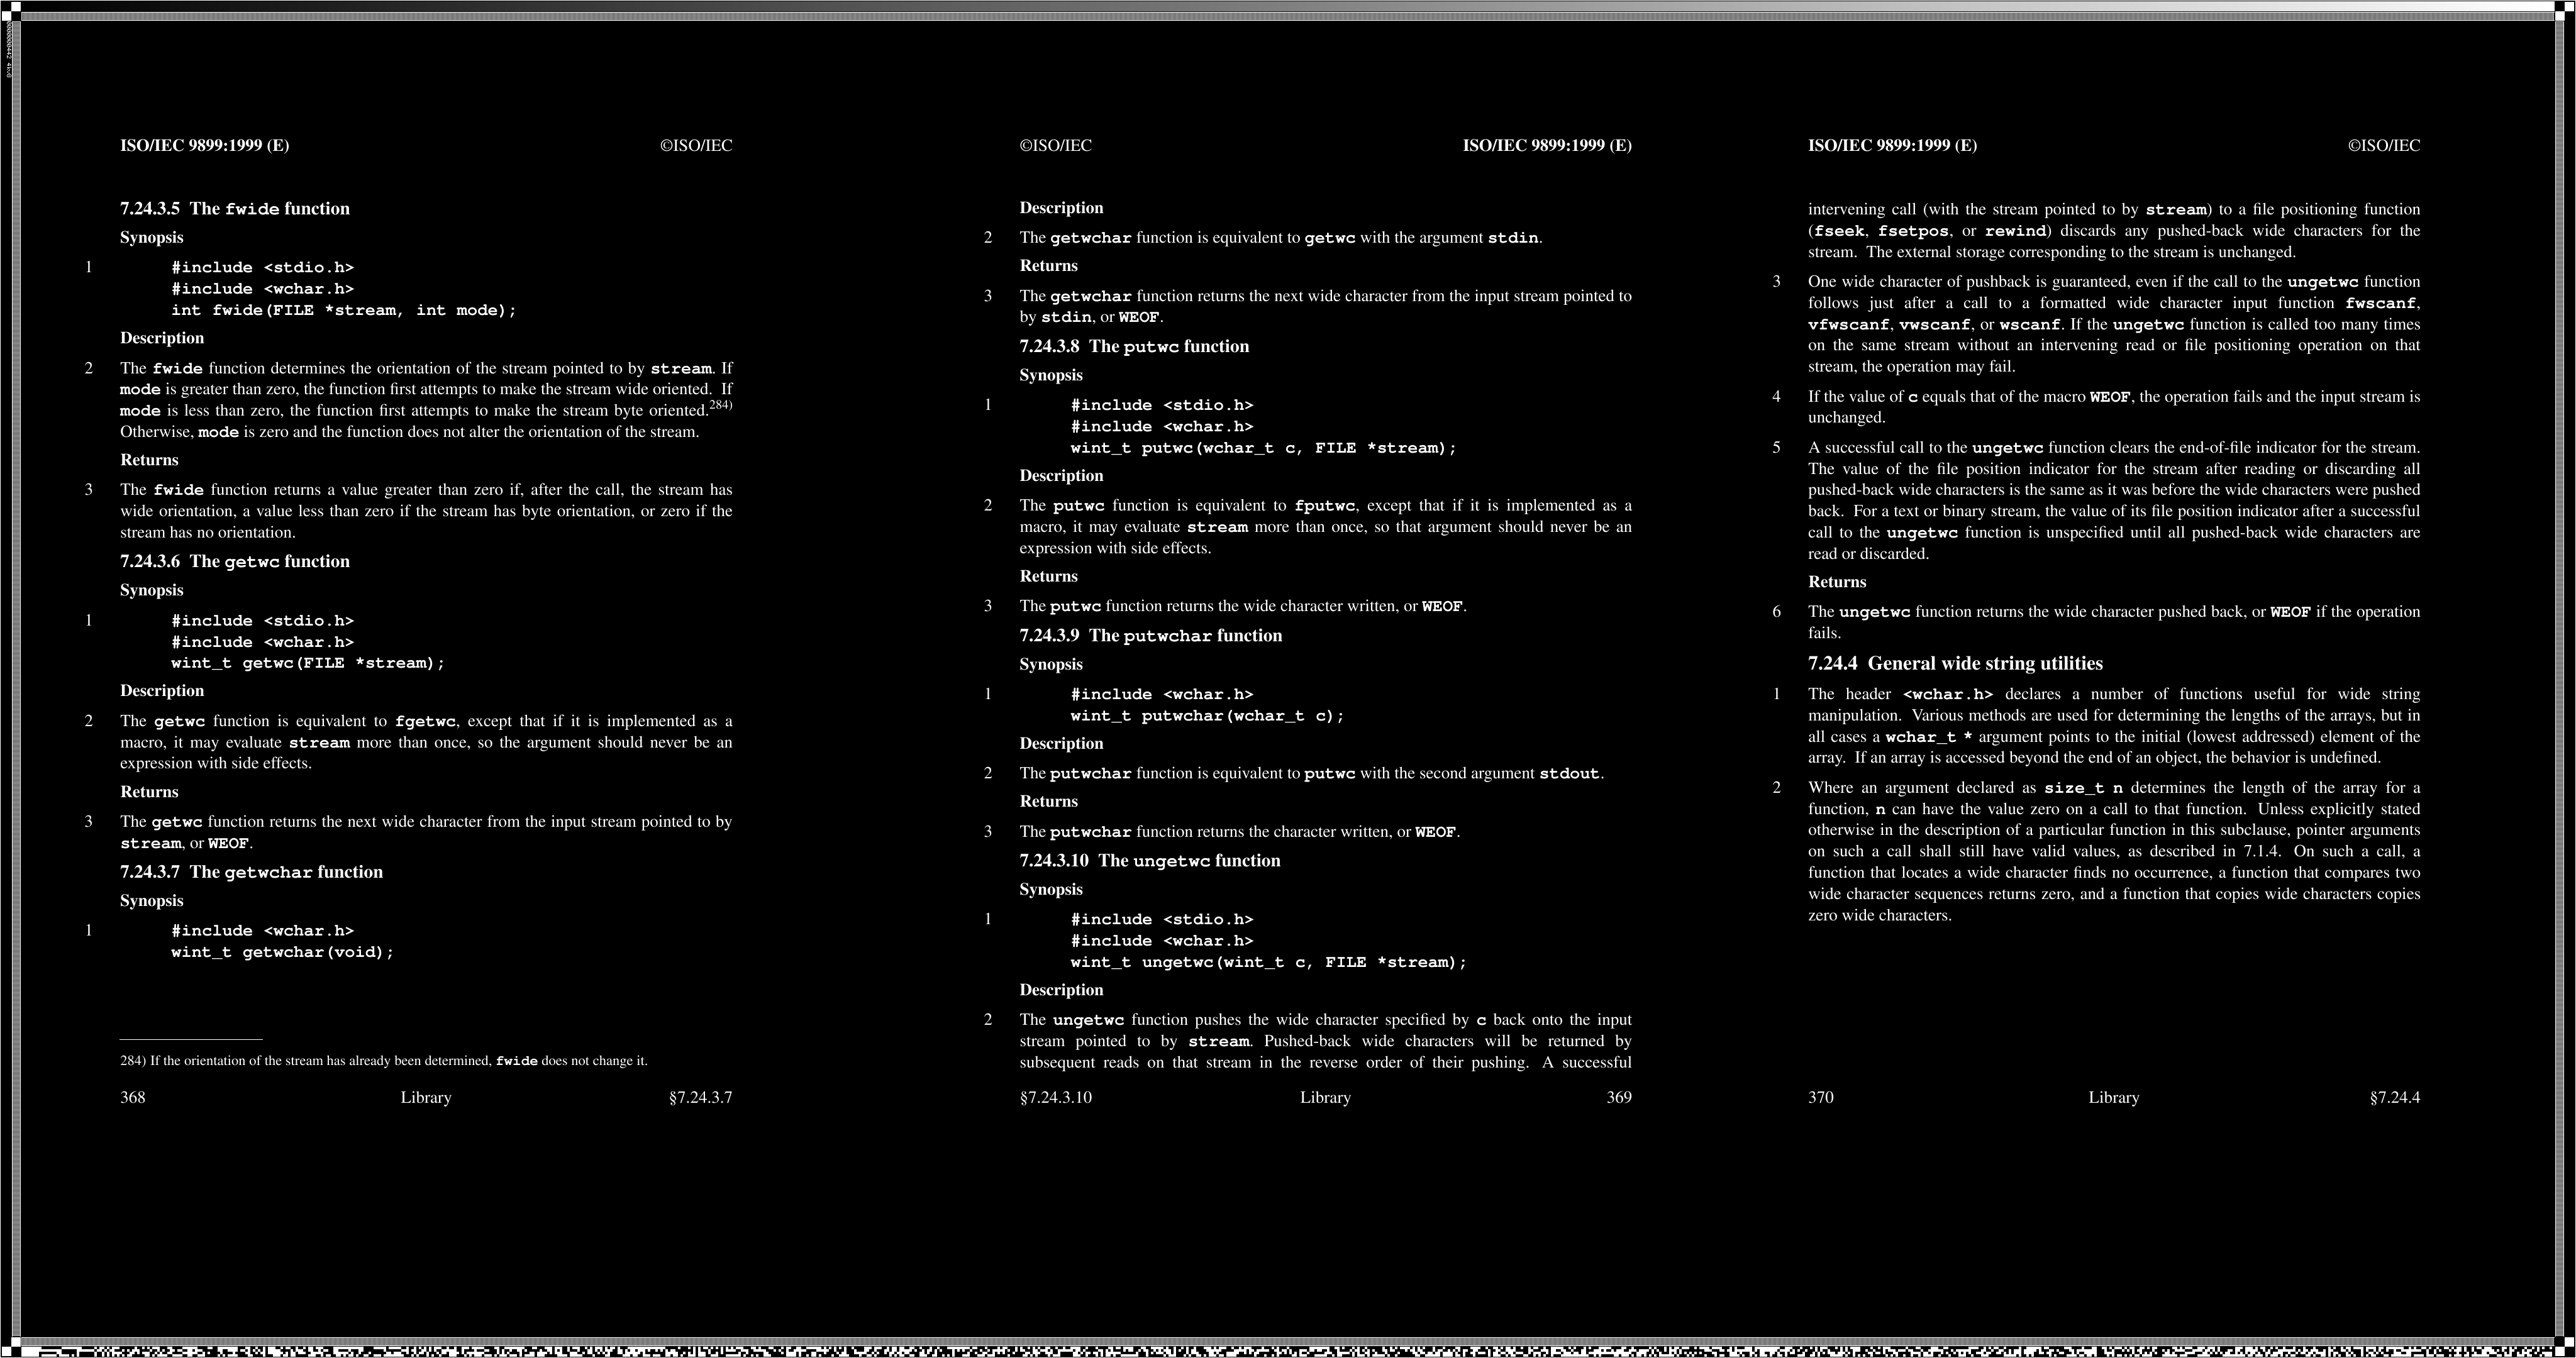 ISO/IEC 9899:1999 (E) ©ISO/IEC
7.24.3.5 The fwide function
Synopsis
1 #include <stdio.h>
#include <wchar.h>
int fwide(FILE *stream, int mode);
Description
2 The fwide function determines the orientation of the stream pointed to by stream. If
mode is greater than zero, the function first attempts to make the stream wide oriented. If
mode is less than zero, the function first attempts to make the stream byte oriented.284)
Otherwise, mode is zero and the function does not alter the orientation of the stream.
Returns
3 The fwide function returns a value greater than zero if, after the call, the stream has
wide orientation, a value less than zero if the stream has byte orientation, or zero if the
stream has no orientation.
7.24.3.6 The getwc function
Synopsis
1 #include <stdio.h>
#include <wchar.h>
wint_t getwc(FILE *stream);
Description
2 The getwc function is equivalent to fgetwc, except that if it is implemented as a
macro, it may evaluate stream more than once, so the argument should never be an
expression with side effects.
Returns
3 The getwc function returns the next wide character from the input stream pointed to by
stream, or WEOF.
7.24.3.7 The getwchar function
Synopsis
1 #include <wchar.h>
wint_t getwchar(void);
284) If the orientation of the stream has already been determined, fwide does not change it.
368 Library §7.24.3.7
©ISO/IEC ISO/IEC 9899:1999 (E)
Description
2 The getwchar function is equivalent to getwc with the argument stdin.
Returns
3 The getwchar function returns the next wide character from the input stream pointed to
by stdin, or WEOF.
7.24.3.8 The putwc function
Synopsis
1 #include <stdio.h>
#include <wchar.h>
wint_t putwc(wchar_t c, FILE *stream);
Description
2 The putwc function is equivalent to fputwc, except that if it is implemented as a
macro, it may evaluate stream more than once, so that argument should never be an
expression with side effects.
Returns
3 The putwc function returns the wide character written, or WEOF.
7.24.3.9 The putwchar function
Synopsis
1 #include <wchar.h>
wint_t putwchar(wchar_t c);
Description
2 The putwchar function is equivalent to putwc with the second argument stdout.
Returns
3 The putwchar function returns the character written, or WEOF.
7.24.3.10 The ungetwc function
Synopsis
1 #include <stdio.h>
#include <wchar.h>
wint_t ungetwc(wint_t c, FILE *stream);
Description
2 The ungetwc function pushes the wide character specified by c back onto the input
stream pointed to by stream. Pushed-back wide characters will be returned by
subsequent reads on that stream in the reverse order of their pushing. A successful
§7.24.3.10 Library 369
ISO/IEC 9899:1999 (E) ©ISO/IEC
intervening call (with the stream pointed to by stream) to a file positioning function
(fseek, fsetpos, or rewind) discards any pushed-back wide characters for the
stream. The external storage corresponding to the stream is unchanged.
3 One wide character of pushback is guaranteed, even if the call to the ungetwc function
follows just after a call to a formatted wide character input function fwscanf,
vfwscanf, vwscanf, or wscanf. If the ungetwc function is called too many times
on the same stream without an intervening read or file positioning operation on that
stream, the operation may fail.
4 If the value of c equals that of the macro WEOF, the operation fails and the input stream is
unchanged.
5 A successful call to the ungetwc function clears the end-of-file indicator for the stream.
The value of the file position indicator for the stream after reading or discarding all
pushed-back wide characters is the same as it was before the wide characters were pushed
back. For a text or binary stream, the value of its file position indicator after a successful
call to the ungetwc function is unspecified until all pushed-back wide characters are
read or discarded.
Returns
6 The ungetwc function returns the wide character pushed back, or WEOF if the operation
fails.
7.24.4 General wide string utilities
1 The header <wchar.h> declares a number of functions useful for wide string
manipulation. Various methods are used for determining the lengths of the arrays, but in
all cases a wchar_t * argument points to the initial (lowest addressed) element of the
array. If an array is accessed beyond the end of an object, the behavior is undefined.
2 Where an argument declared as size_t n determines the length of the array for a
function, n can have the value zero on a call to that function. Unless explicitly stated
otherwise in the description of a particular function in this subclause, pointer arguments
on such a call shall still have valid values, as described in 7.1.4. On such a call, a
function that locates a wide character finds no occurrence, a function that compares two
wide character sequences returns zero, and a function that copies wide characters copies
zero wide characters.
370 Library §7.24.4